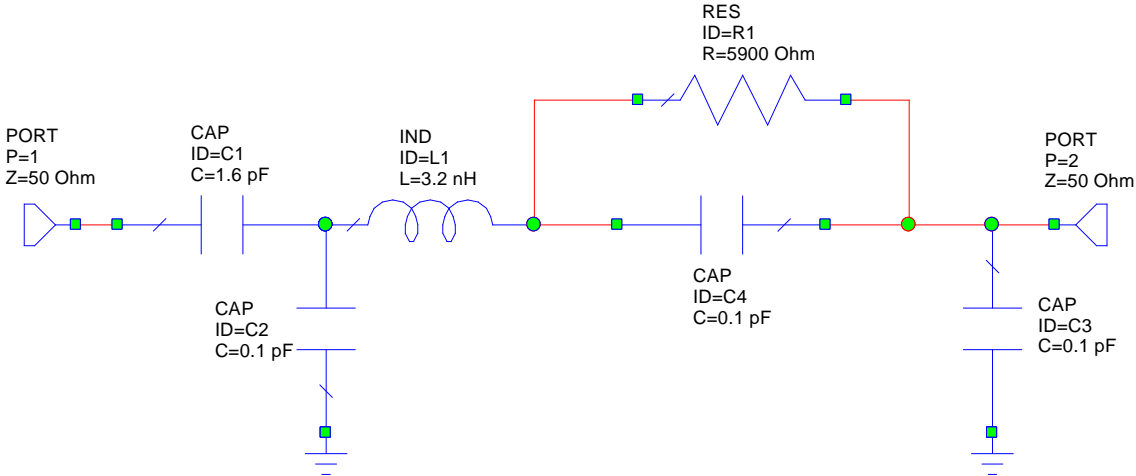 RES
ID=R1
R=5900 Ohm
PORT
P=1
Z=50 Ohm
CAP
ID=C1
C=1.6 pF
IND
ID=L1
L=3.2 nH
PORT
P=2
Z=50 Ohm
CAP
ID=C2
C=0.1 pF
CAP
ID=C4
C=0.1 pF
CAP
ID=C3
C=0.1 pF